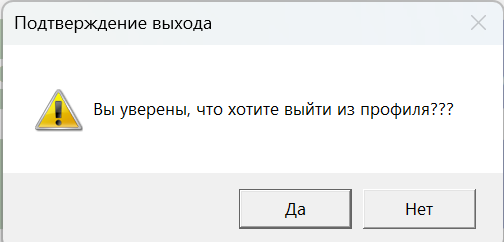 Подтверждение выхода
Вы уверены, что хотите выйти из профиля???
Да
Нет